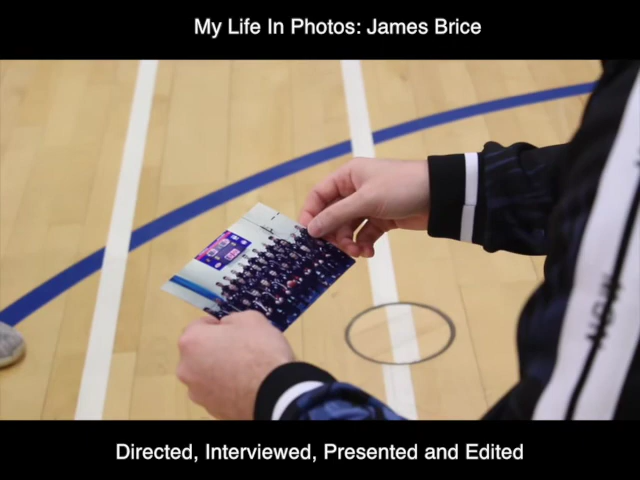 My Life In Photos: James Brice
Directed, Interviewed, Presented and Edited